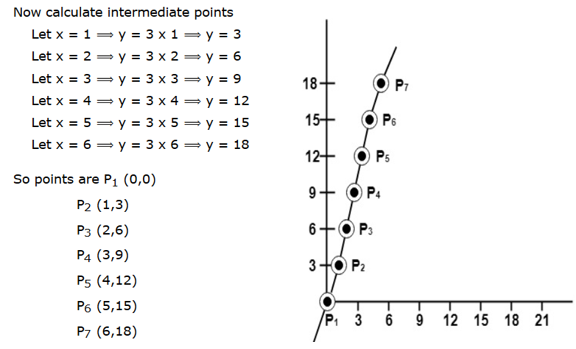 Now calculate intermediate points
Let x = 1 ⟹ y = 3 x 1 ⟹ y = 3
Let x = 2 ⟹ y = 3 x 2 ⟹ y = 6
Let x = 3 ⟹ y = 3 x 3 ⟹ y = 9
Let x = 4 ⟹ y = 3 x 4 ⟹ y = 12
Let x = 5 ⟹ y = 3 x 5 ⟹ y = 15
Let x = 6 ⟹ y = 3 x 6 ⟹ y = 18
So points are P₁ (0,0)
P₂ (1,3)
P₃ (2,6)
P₄ (3,9)
P₅ (4,12)
P₆ (5,15)
P₇ (6,18)
18 P₇
15 P₆
12 P₅
9 P₄
6 P₃
3 P₂
P₁ 3 6 9 12 15 18 21